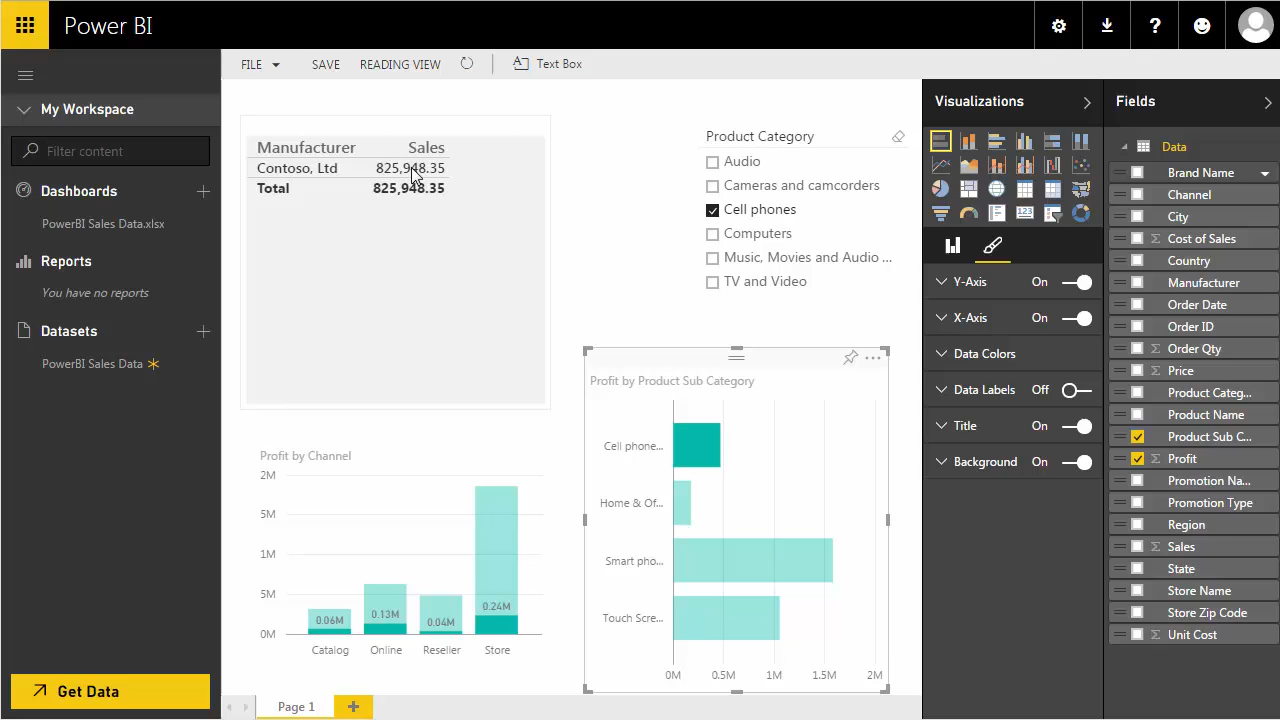 Power BI
?
FILE
SAVE
READING VIEW
Text Box
My Workspace
Filter content
Dashboards
PowerBI Sales Data.xlsx
Reports
You have no reports
Datasets
PowerBI Sales Data
Get Data
Manufacturer Sales
Contoso, Ltd 825,948.35
Total 825,948.35
Product Category
Audio
Cameras and camcorders
Cell phones
Computers
Music, Movies and Audio ...
TV and Video
Profit by Channel
2M
5M
1M
5M
0M
0.06M
0.13M
0.04M
0.24M
Catalog
Online
Reseller
Store
Profit by Product Sub Category
Cell phone...
Home & Of...
Smart pho...
Touch Scre...
0M
0.5M
1M
1.5M
2M
Page 1
Visualizations
123
Y-Axis On
X-Axis On
Data Colors
Data Labels Off
Title On
Background On
Fields
Data
Brand Name
Channel
City
Σ Cost of Sales
Country
Manufacturer
Order Date
Order ID
Σ Order Qty
Σ Price
Product Categ...
Product Name
Product Sub C...
Σ Profit
Promotion Na...
Promotion Type
Region
Σ Sales
State
Store Name
Store Zip Code
Σ Unit Cost